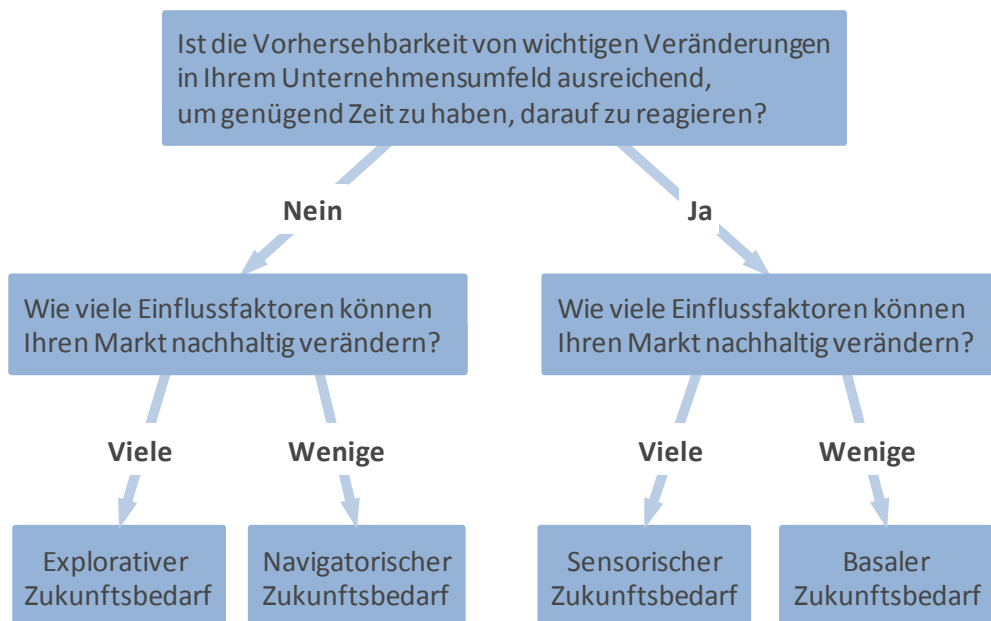 Ist die Vorhersehbarkeit von wichtigen Veränderungen
in Ihrem Unternehmensumfeld ausreichend,
um genügend Zeit zu haben, darauf zu reagieren?
Nein
Ja
Wie viele Einflussfaktoren können
Ihren Markt nachhaltig verändern?
Wie viele Einflussfaktoren können
Ihren Markt nachhaltig verändern?
Viele
Wenige
Viele
Wenige
Explorativer
Zukunftsbedarf
Navigatorischer
Zukunftsbedarf
Sensorischer
Zukunftsbedarf
Basaler
Zukunftsbedarf